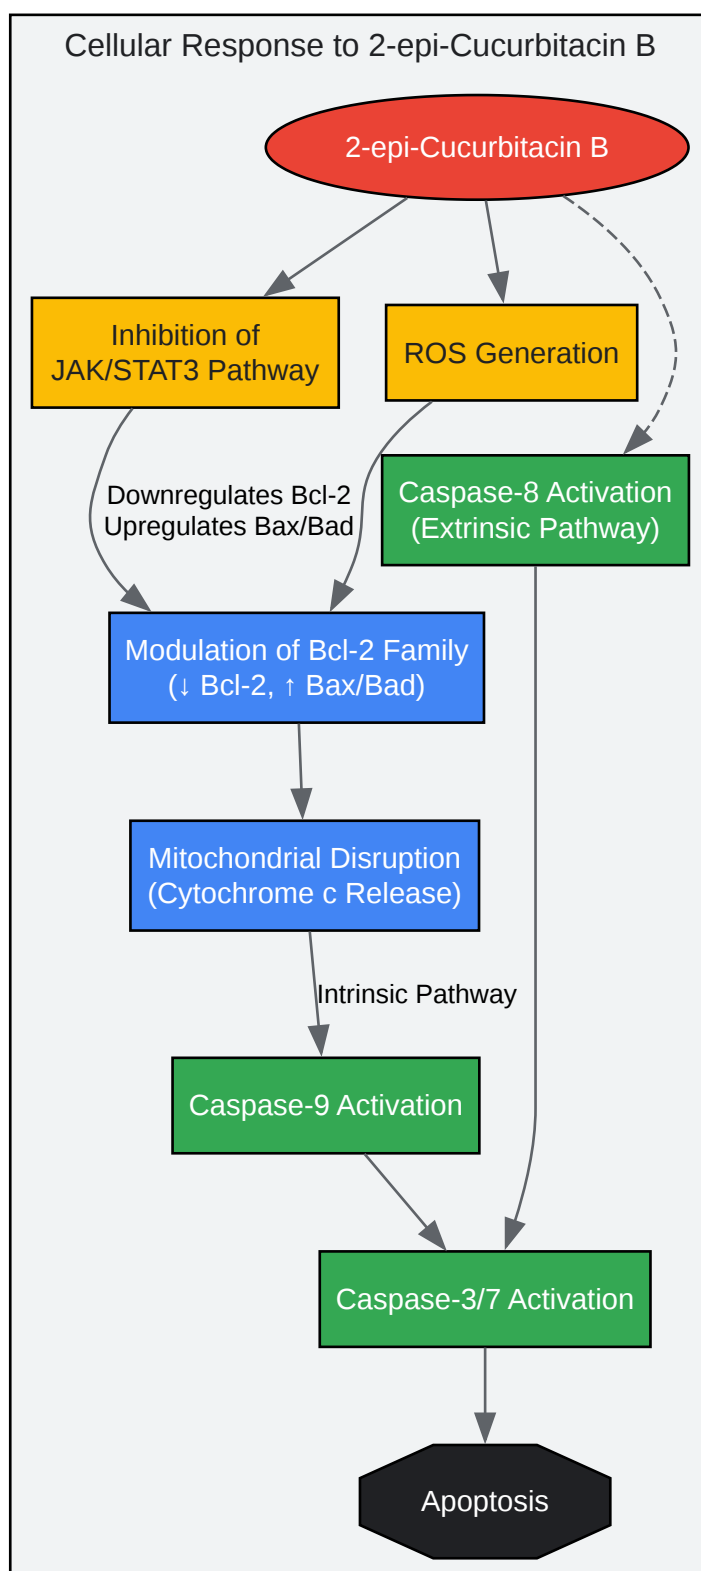 Cellular Response to 2-epi-Cucurbitacin B
2-epi-Cucurbitacin B
Inhibition of
JAK/STAT3 Pathway
ROS Generation
Downregulates Bcl-2
Upregulates Bax/Bad
Caspase-8 Activation
(Extrinsic Pathway)
Modulation of Bcl-2 Family
(↓ Bcl-2, ↑ Bax/Bad)
Mitochondrial Disruption
(Cytochrome c Release)
Intrinsic Pathway
Caspase-9 Activation
Caspase-3/7 Activation
Apoptosis